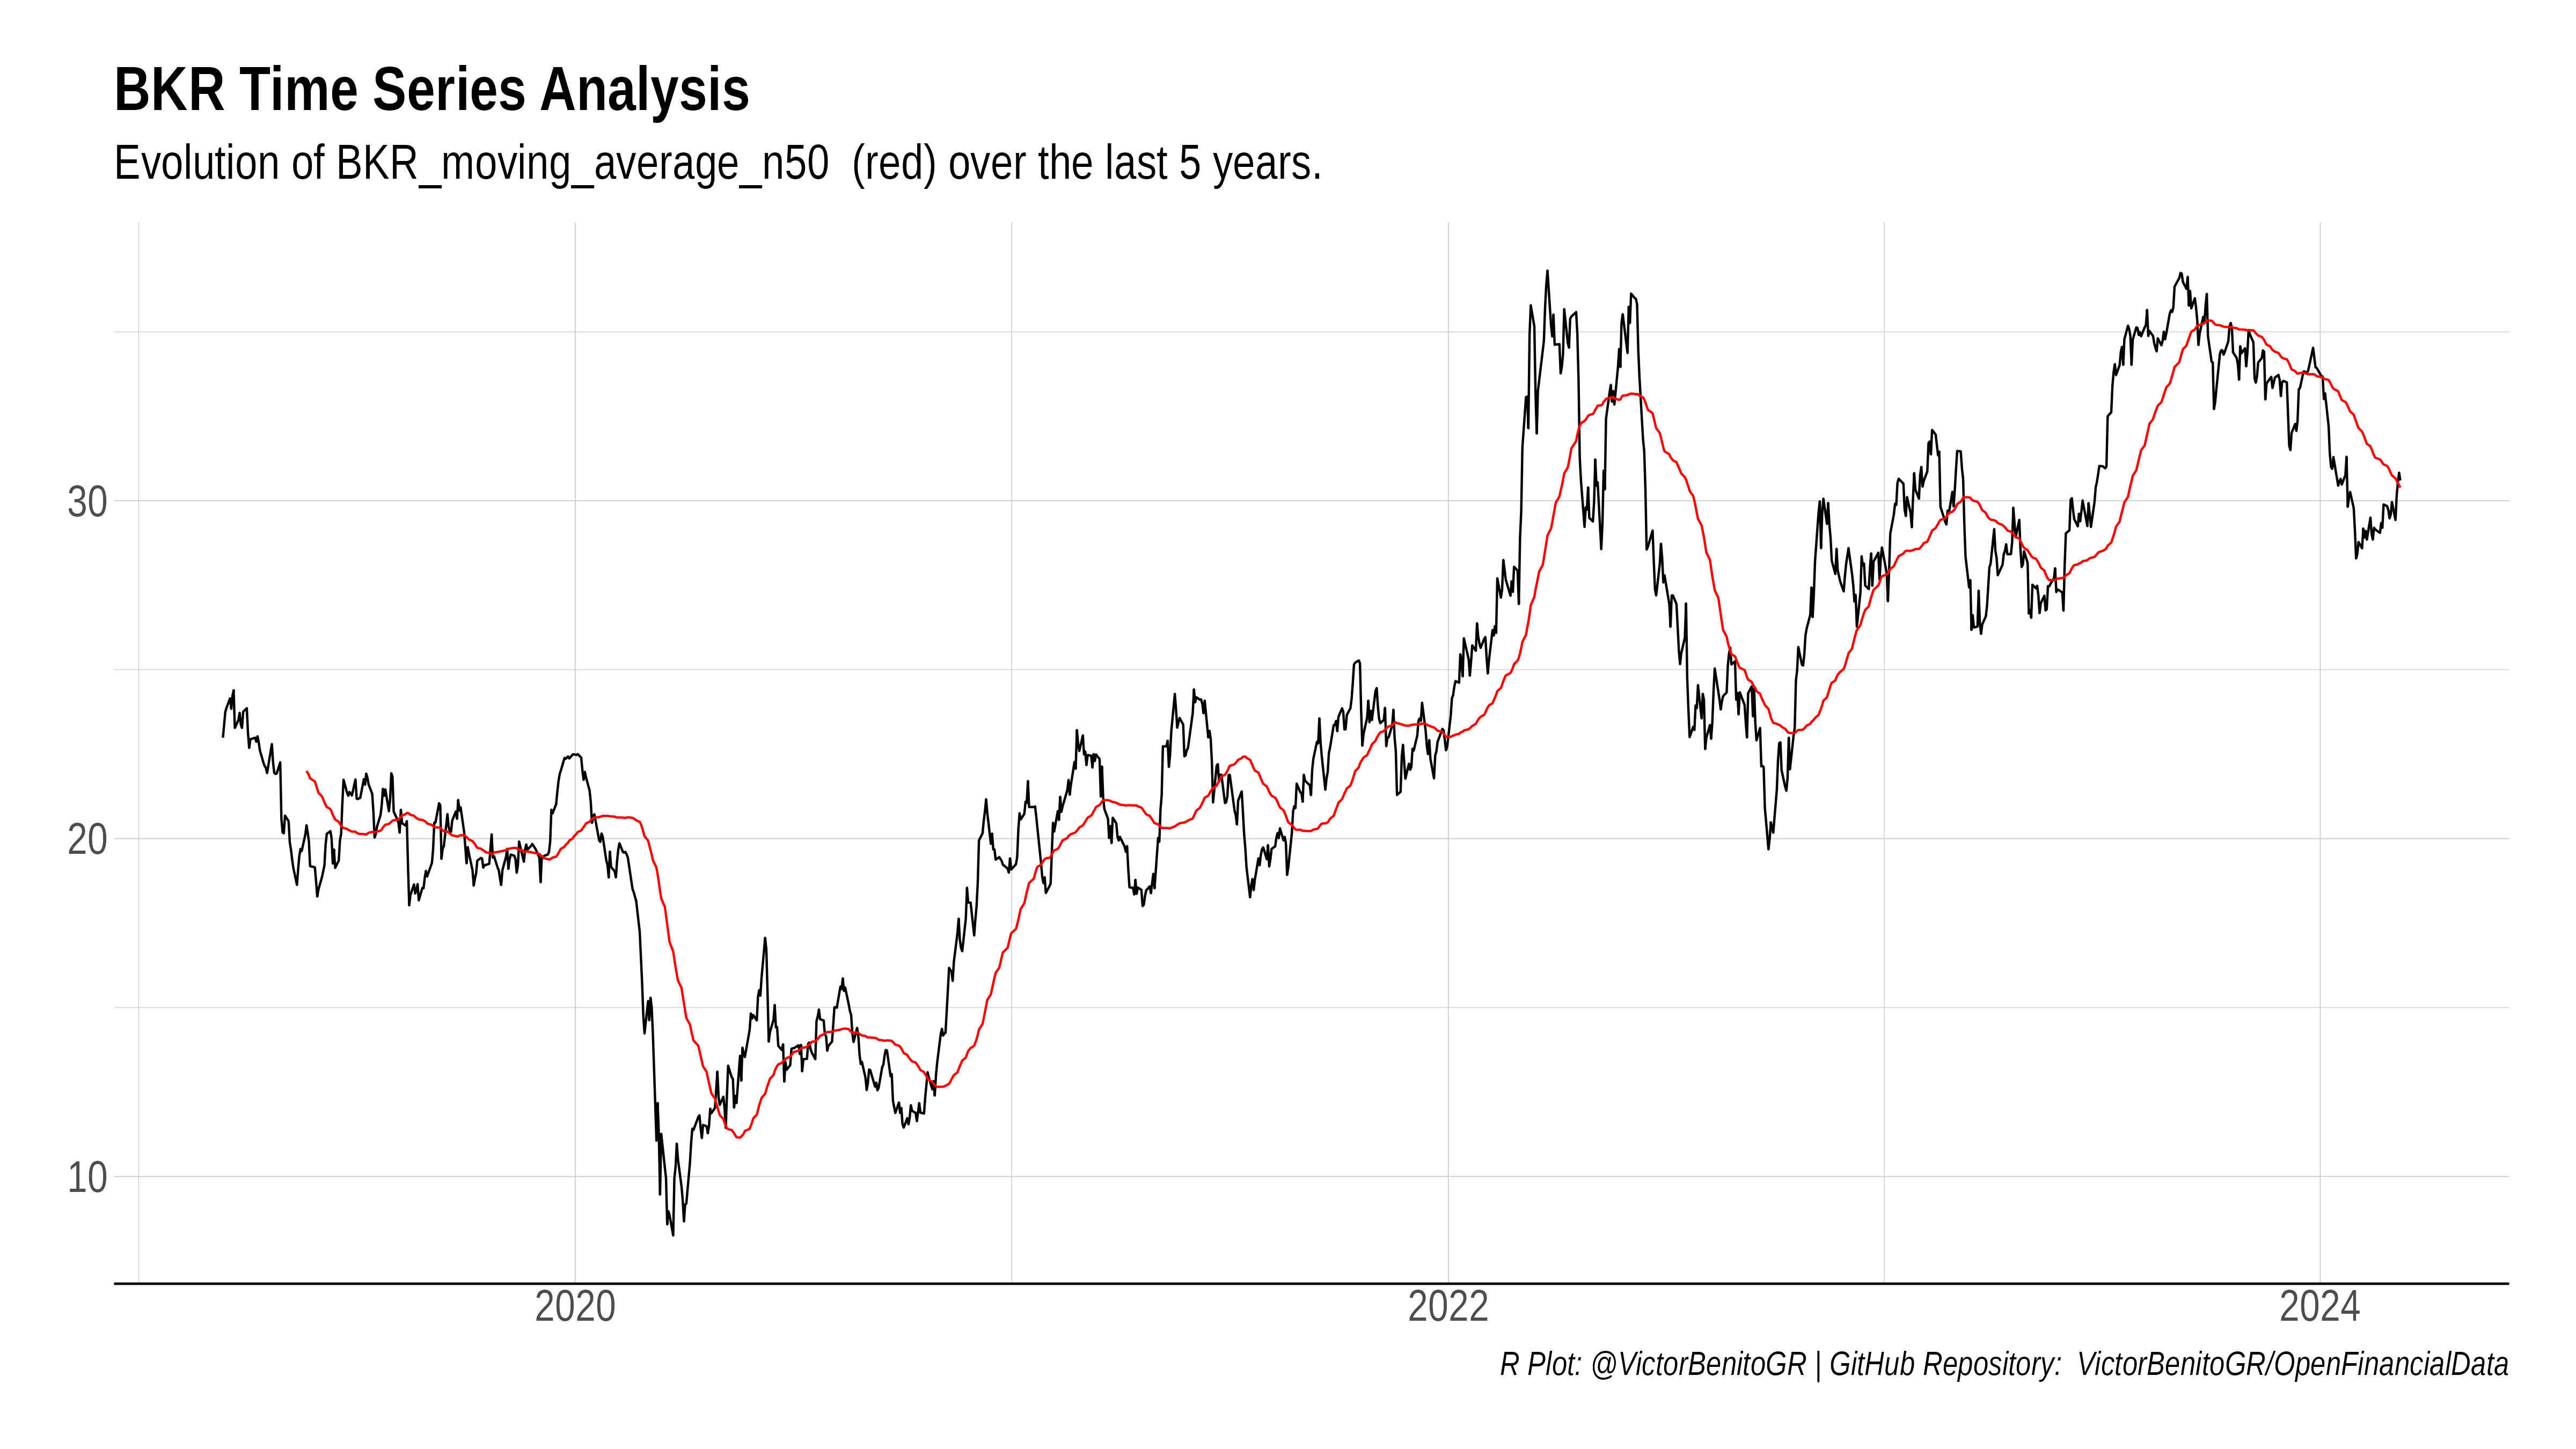 BKR Time Series Analysis
Evolution of BKR_moving_average_n50  (red) over the last 5 years.
30
20
10
2020
2022
2024
R Plot: @VictorBenitoGR | GitHub Repository:  VictorBenitoGR/OpenFinancialData